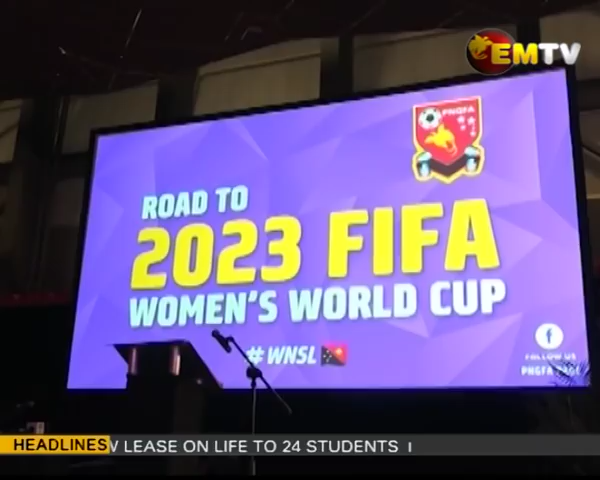 EMTV
PNGFA
ROAD TO
2023 FIFA
WOMEN'S WORLD CUP
#WNSL
FOLLOW US
PNGFA
HEADLINES
LEASE ON LIFE TO 24 STUDENTS